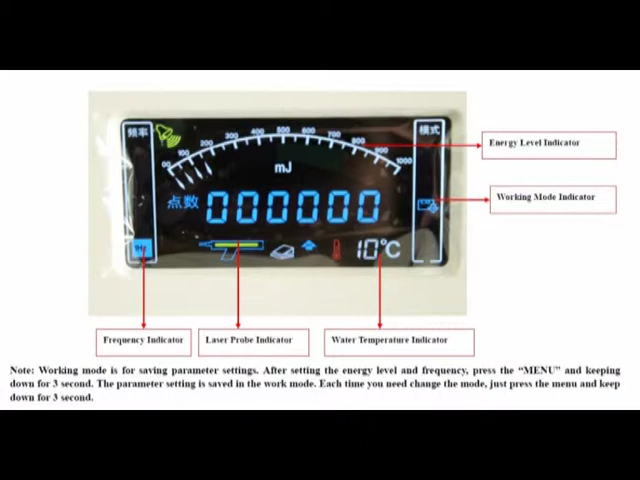 频率
模式
00 100 200 300 400 500 600 700 800 900 1000
mJ
点数 000000
10℃
Energy Level Indicator
Working Mode Indicator
Frequency Indicator
Laser Probe Indicator
Water Temperature Indicator
Note: Working mode is for saving parameter settings. After setting the energy level and frequency, press the “MENU” and keeping
down for 3 second. The parameter setting is saved in the work mode. Each time you need change the mode, just press the menu and keep
down for 3 second.